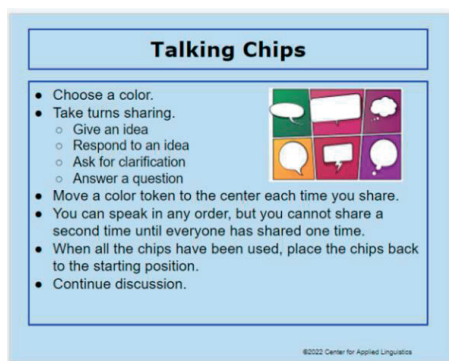 Talking Chips
● Choose a color.
● Take turns sharing.
○ Give an idea
○ Respond to an idea
○ Ask for clarification
○ Answer a question
● Move a color token to the center each time you share.
● You can speak in any order, but you cannot share a
second time until everyone has shared one time.
● When all the chips have been used, place the chips back
to the starting position.
● Continue discussion.
©2022 Center for Applied Linguistics